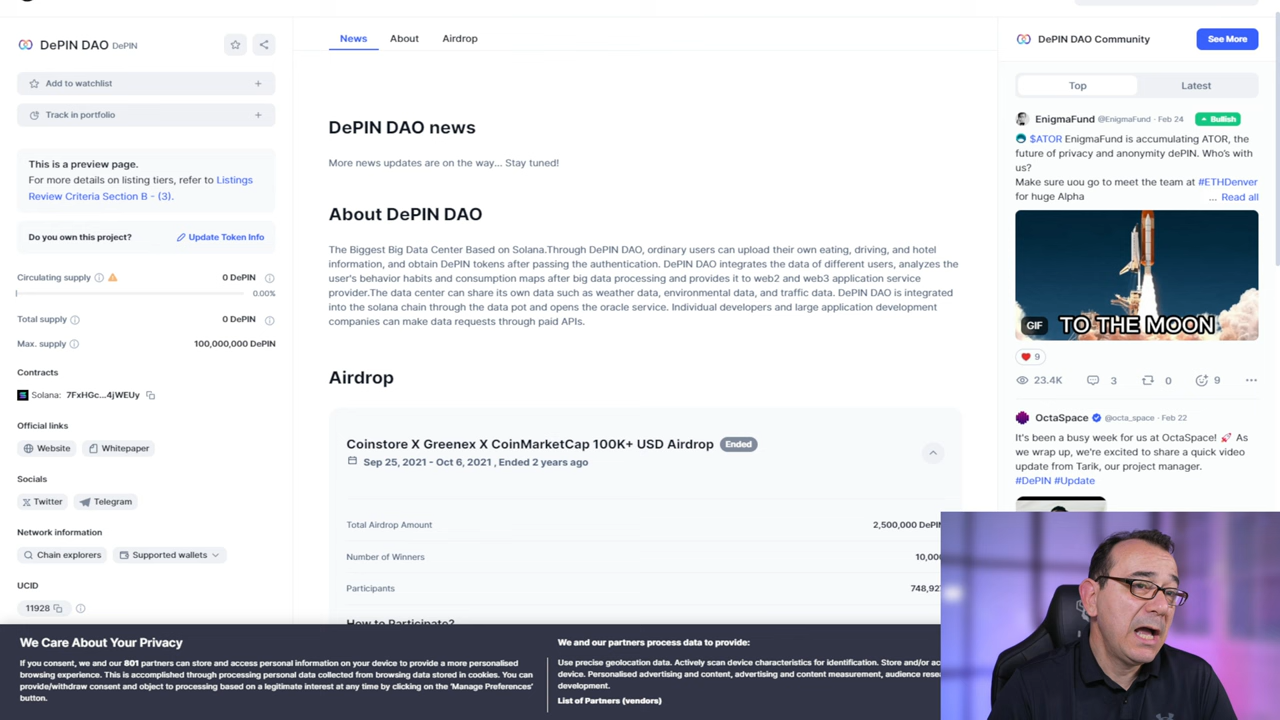 DePIN DAO DePIN
Add to watchlist
Track in portfolio
This is a preview page.
For more details on listing tiers, refer to Listings
Review Criteria Section B - (3).
Do you own this project?
Update Token Info
Circulating supply
0 DePIN
0.00%
Total supply
0 DePIN
Max. supply
100,000,000 DePIN
Contracts
Solana: 7FxHGc...4jWEUy
Official links
Website
Whitepaper
Socials
Twitter
Telegram
Network information
Chain explorers
Supported wallets
UCID
11928
News
About
Airdrop
DePIN DAO news
More news updates are on the way... Stay tuned!
About DePIN DAO
The Biggest Big Data Center Based on Solana.Through DePIN DAO, ordinary users can upload their own eating, driving, and hotel
information, and obtain DePIN tokens after passing the authentication. DePIN DAO integrates the data of different users, analyzes the
user's behavior habits and consumption maps after big data processing and provides it to web2 and web3 application service
provider.The data center can share its own data such as weather data, environmental data, and traffic data. DePIN DAO is integrated
into the solana chain through the data pot and opens the oracle service. Individual developers and large application development
companies can make data requests through paid APIs.
Airdrop
Coinstore X Greenex X CoinMarketCap 100K+ USD Airdrop
Ended
Sep 25, 2021 - Oct 6, 2021 , Ended 2 years ago
Total Airdrop Amount
2,500,000 DePIN
Number of Winners
10,00
Participants
748,92
How to Participate?
DePIN DAO Community
See More
Top
Latest
EnigmaFund @EnigmaFund · Feb 24
Bullish
$ATOR EnigmaFund is accumulating ATOR, the
future of privacy and anonymity dePIN. Who's with
us?
Make sure uou go to meet the team at #ETHDenver
for huge Alpha
... Read all
GIF
TO THE MOON
9
23.4K
3
0
9
OctaSpace @octa_space · Feb 22
It's been a busy week for us at OctaSpace! 🚀 As
we wrap up, we're excited to share a quick video
update from Tarik, our project manager.
#DePIN #Update
We Care About Your Privacy
If you consent, we and our 801 partners can store and access personal information on your device to provide a more personalised
browsing experience. This is accomplished through processing personal data collected from browsing data stored in cookies. You can
provide/withdraw consent and object to processing based on a legitimate interest at any time by clicking on the 'Manage Preferences'
button.
We and our partners process data to provide:
Use precise geolocation data. Actively scan device characteristics for identification. Store and/or ac
device. Personalised advertising and content, advertising and content measurement, audience rese
development.
List of Partners (vendors)